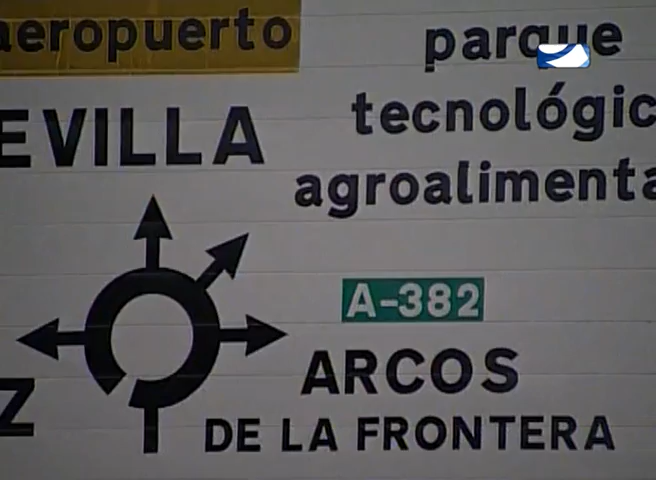 aeropuerto
parque
tecnológic
agroalimenta
EVILLA
A-382
ARCOS
DE LA FRONTERA
Z